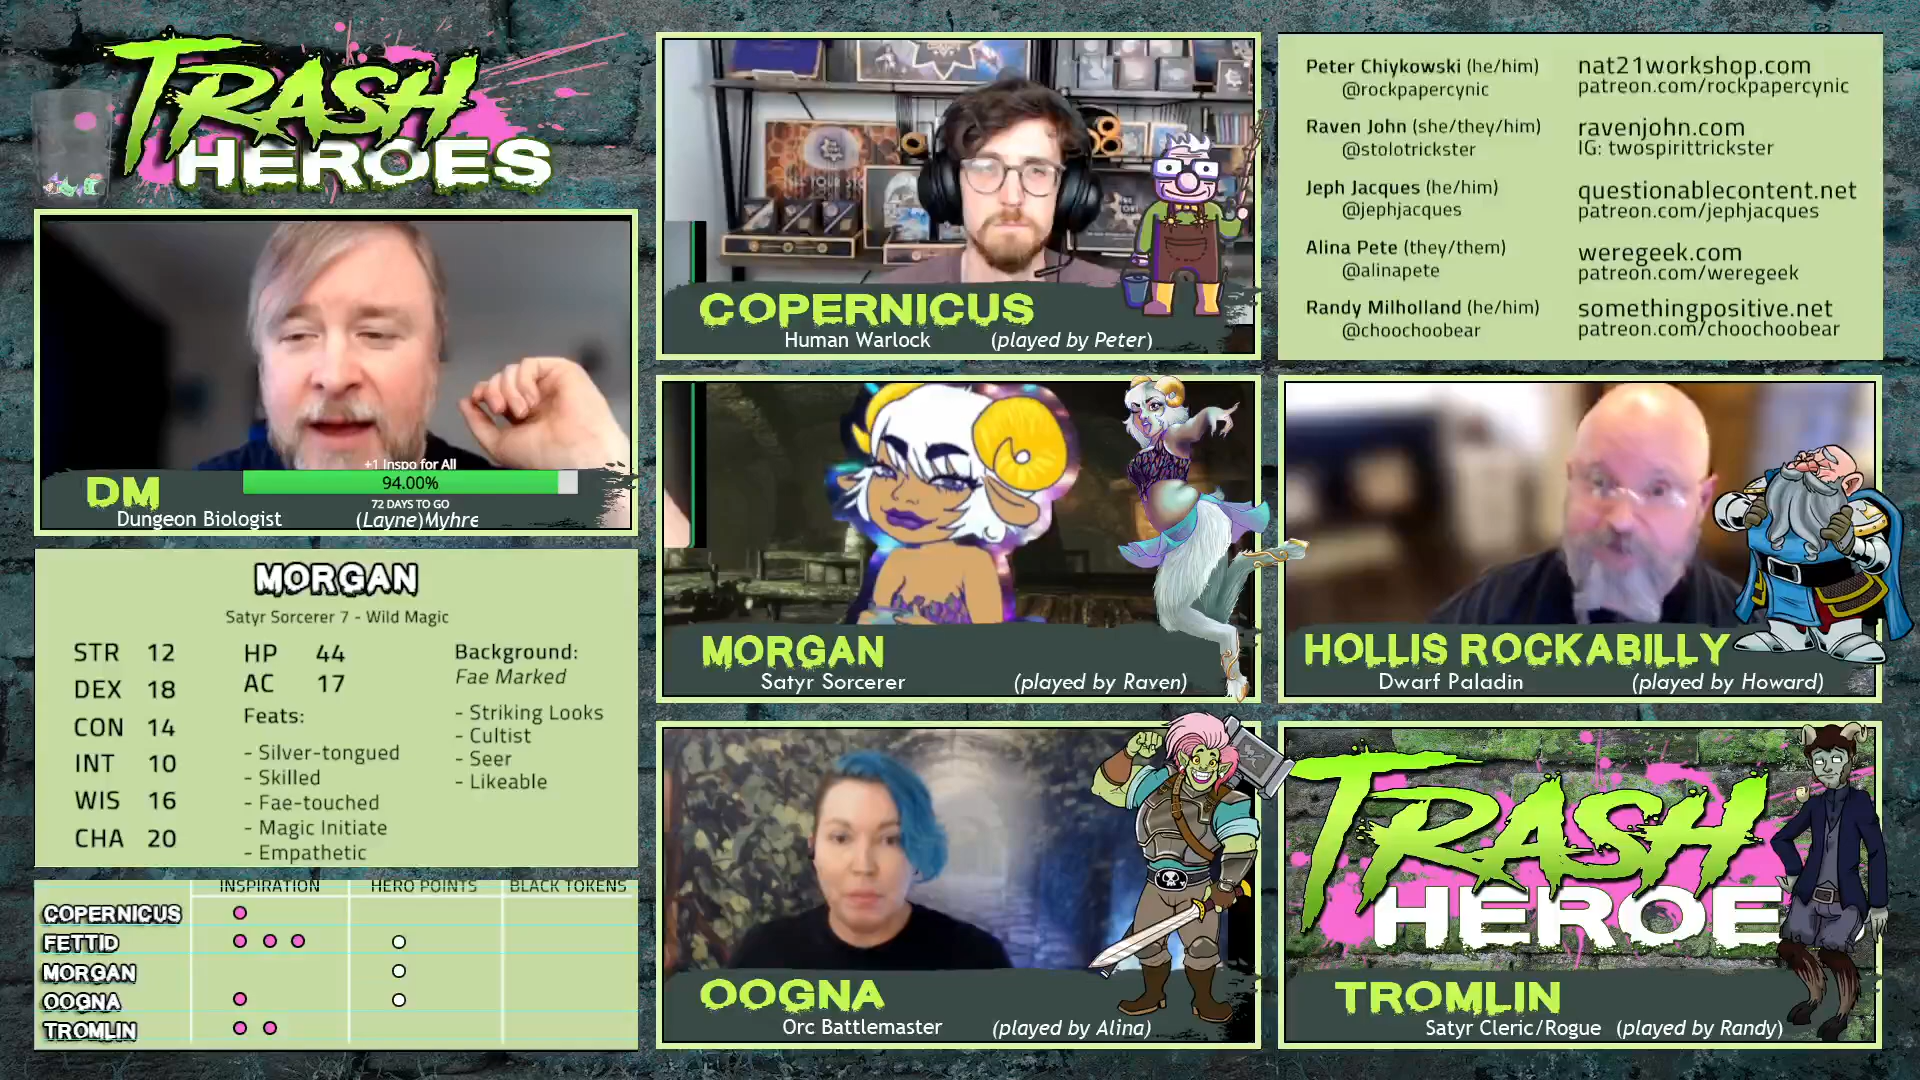 TRASH
HEROES
+1 Inspo for All
94.00%
72 DAYS TO GO
DM
Dungeon Biologist (Layne)Myhre
MORGAN
Satyr Sorcerer 7 - Wild Magic
STR 12
DEX 18
CON 14
INT 10
WIS 16
CHA 20
HP 44
AC 17
Feats:
- Silver-tongued
- Skilled
- Fae-touched
- Magic Initiate
- Empathetic
Background:
Fae Marked
- Striking Looks
- Cultist
- Seer
- Likeable
INSPIRATION HERO POINTS BLACK TOKENS
COPERNICUS
FETTID
MORGAN
OOGNA
TROMLIN
COPERNICUS
Human Warlock (played by Peter)
MORGAN
Satyr Sorcerer (played by Raven)
OOGNA
Orc Battlemaster (played by Alina)
Peter Chiykowski (he/him)
@rockpapercynic
nat21workshop.com
patreon.com/rockpapercynic
Raven John (she/they/him)
@stolotrickster
ravenjohn.com
IG: twospirittrickster
Jeph Jacques (he/him)
@jephjacques
questionablecontent.net
patreon.com/jephjacques
Alina Pete (they/them)
@alinapete
weregeek.com
patreon.com/weregeek
Randy Milholland (he/him)
@choochoobear
somethingpositive.net
patreon.com/choochoobear
HOLLIS ROCKABILLY
Dwarf Paladin (played by Howard)
TRASH
HEROE
TROMLIN
Satyr Cleric/Rogue (played by Randy)